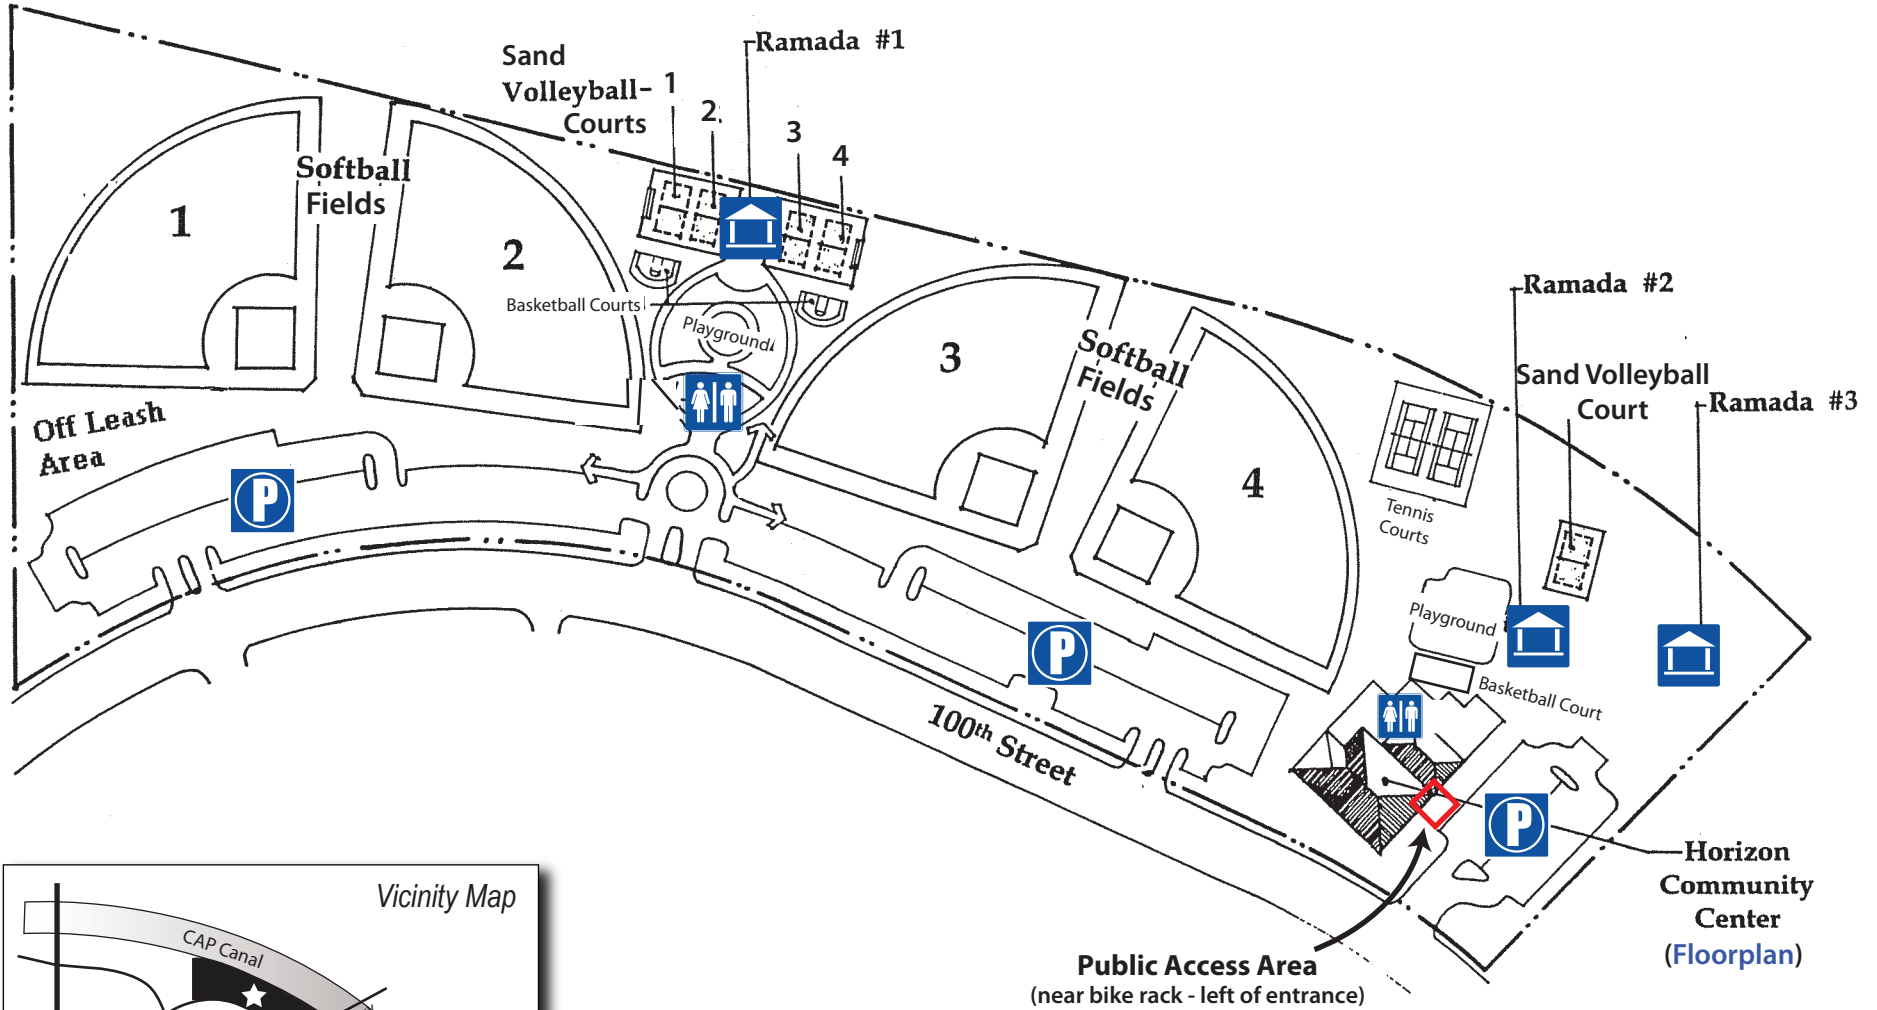 Ramada #1
Sand
Volleyball-
Courts
1
2
3
4
Softball
Fields
1
2
Basketball Courts
Playground
Ramada #2
Sand Volleyball
Court
Ramada #3
3
Softball
Fields
4
Off Leash
Area
P
Tennis
Courts
Playground
Basketball Court
P
100th Street
P
Horizon
Community
Center
(Floorplan)
Public Access Area
(near bike rack - left of entrance)
Vicinity Map
CAP Canal